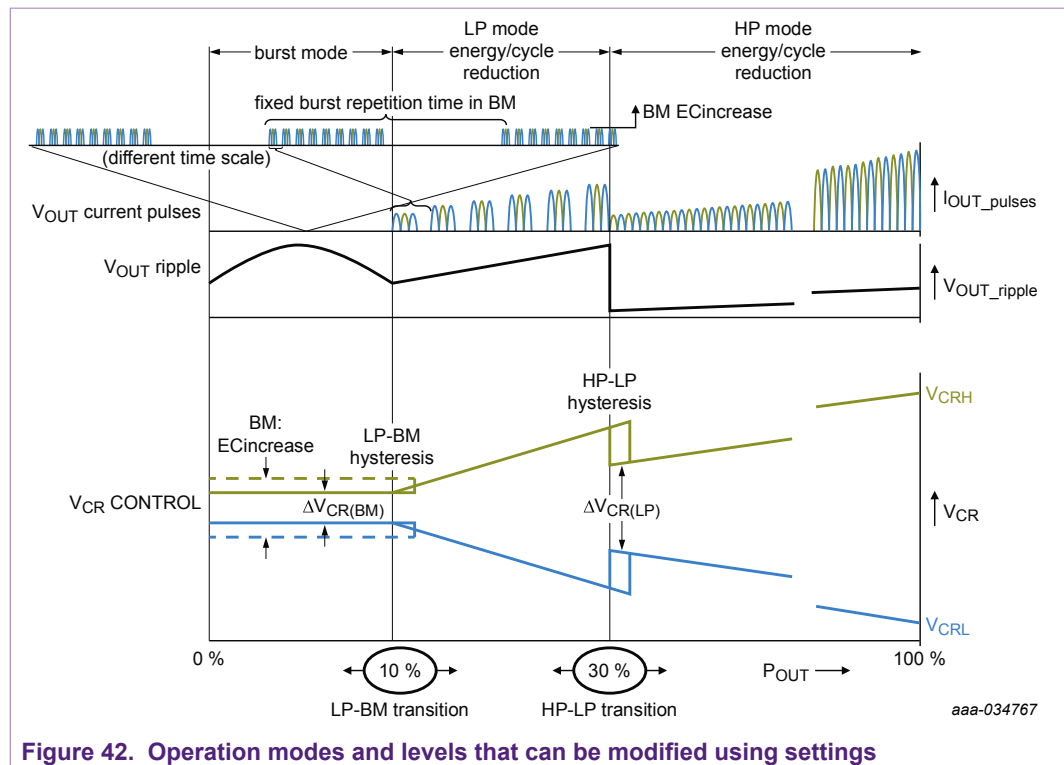 burst mode
LP mode
energy/cycle
reduction
HP mode
energy/cycle
reduction
fixed burst repetition time in BM
BM ECincrease
(different time scale)
VOUT current pulses
IOUT_pulses
VOUT ripple
VOUT_ripple
HP-LP
hysteresis
VCRH
BM:
ECincrease
LP-BM
hysteresis
VCR CONTROL
ΔVCR(BM)
ΔVCR(LP)
VCR
VCRL
0 %
10 %
30 %
POUT
100 %
LP-BM transition
HP-LP transition
aaa-034767
Figure 42. Operation modes and levels that can be modified using settings